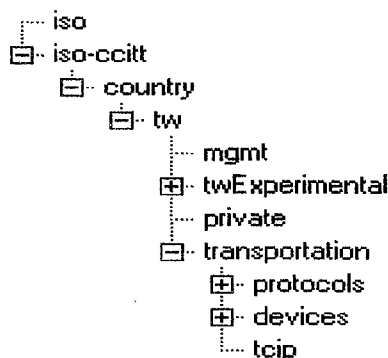 iso
iso-ccitt
country
tw
mgmt
twExperimental
private
transportation
protocols
devices
tcip